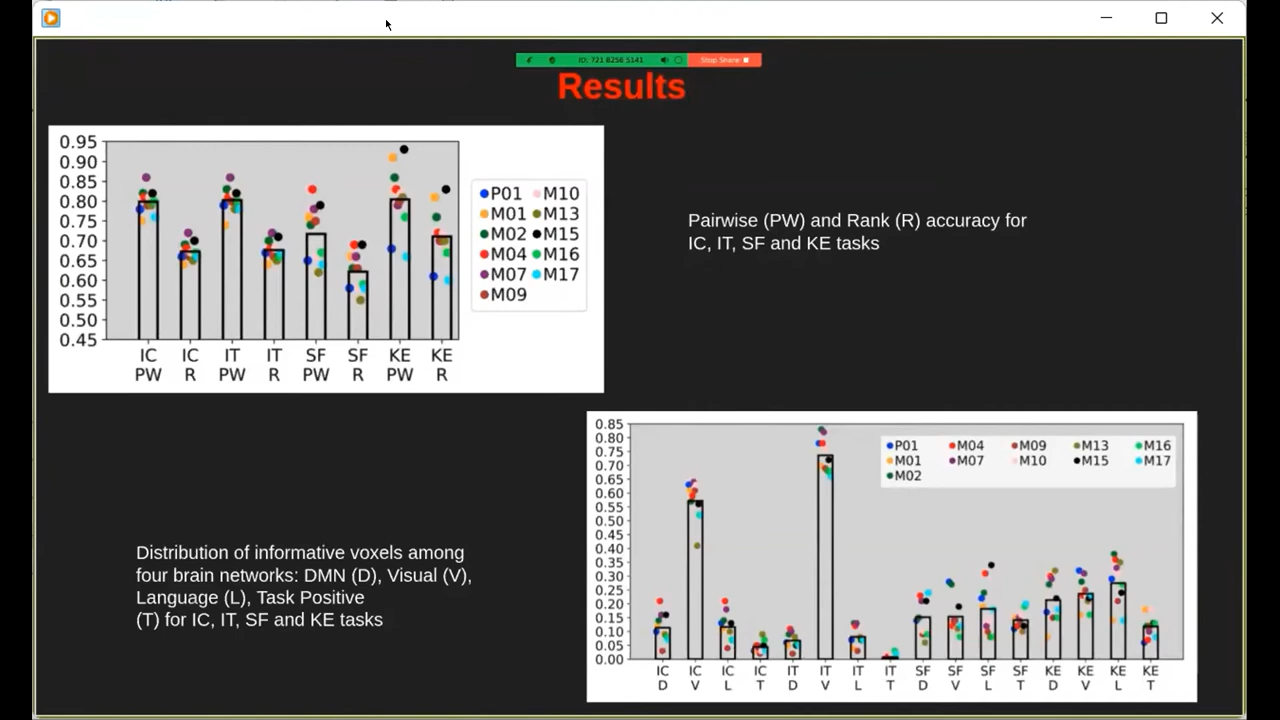 ID: 721 8256 5141
Stop Share
Results
0.95
0.90
0.85
0.80
0.75
0.70
0.65
0.60
0.55
0.50
0.45
IC IC IT IT SF SF KE KE
PW R PW R PW R PW R
P01 M10
M01 M13
M02 M15
M04 M16
M07 M17
M09
Pairwise (PW) and Rank (R) accuracy for
IC, IT, SF and KE tasks
Distribution of informative voxels among
four brain networks: DMN (D), Visual (V),
Language (L), Task Positive
(T) for IC, IT, SF and KE tasks
0.85
0.80
0.75
0.70
0.65
0.60
0.55
0.50
0.45
0.40
0.35
0.30
0.25
0.20
0.15
0.10
0.05
0.00
P01 M04 M09 M13 M16
M01 M07 M10 M15 M17
M02
IC IC IC IC IT IT IT IT SF SF SF SF KE KE KE KE
D V L T D V L T D V L T D V L T